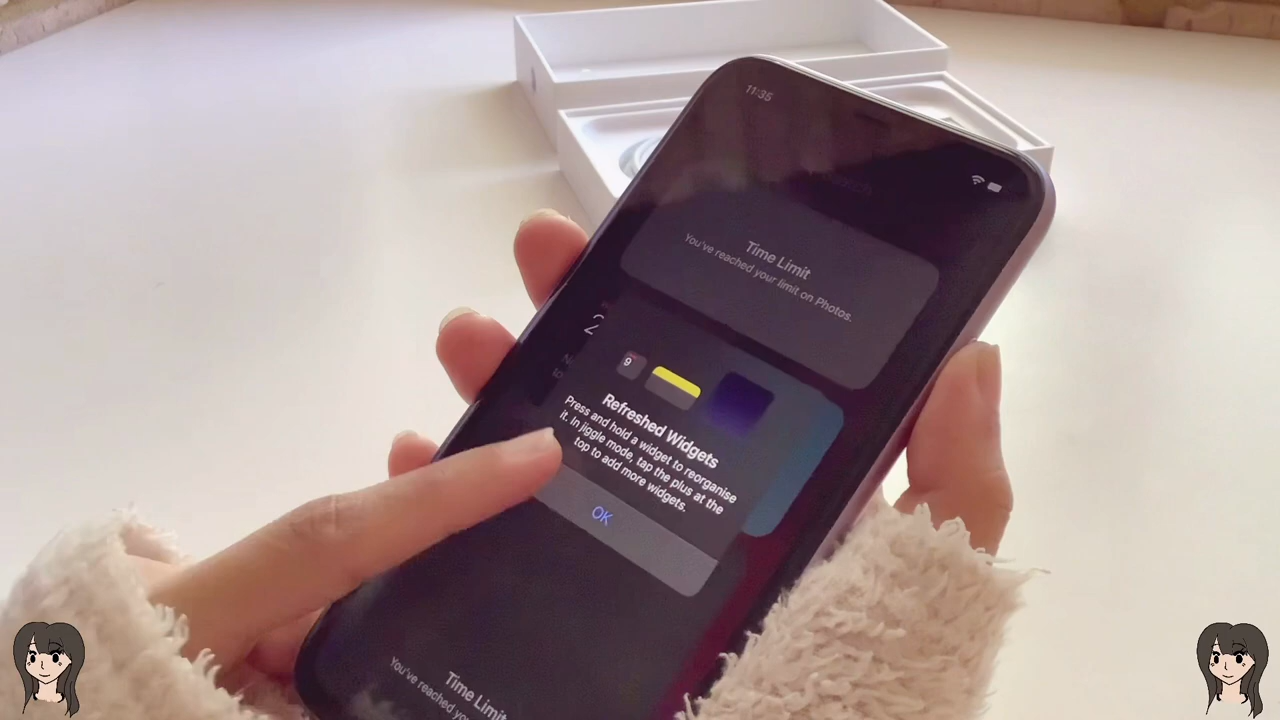 11:35
Time Limit
You've reached your limit on Photos.
2
9
Refreshed Widgets
Press and hold a widget to reorganise
it. In jiggle mode, tap the plus at the
top to add more widgets.
OK
Time Limit
You've reached